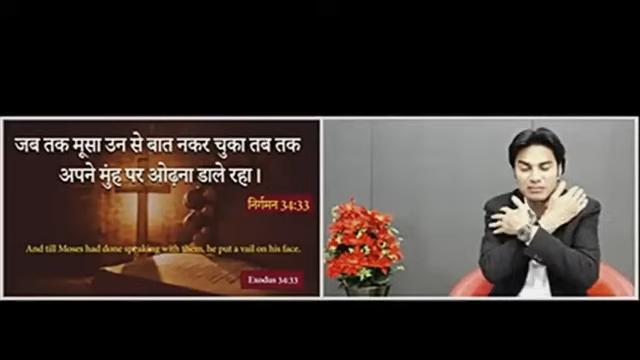 जब तक मूसा उन से बात नकर चुका तब तक
अपने मुंह पर ओढ़ना डाले रहा।
निर्गमन 34:33
And till Moses had done speaking with them, he put a vail on his face.
Exodus 34:33